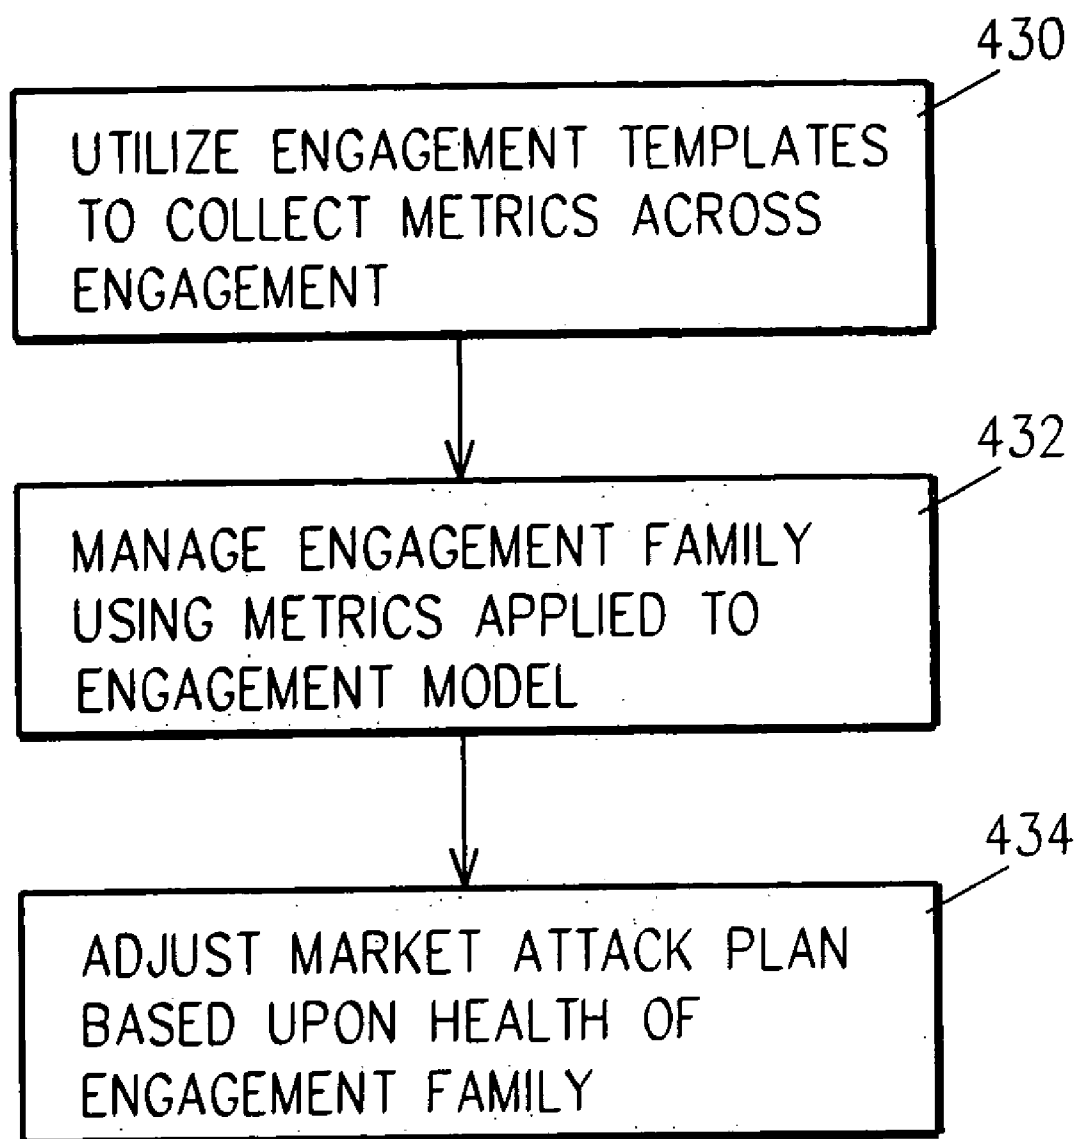 430
UTILIZE ENGAGEMENT TEMPLATES
TO COLLECT METRICS ACROSS
ENGAGEMENT
432
MANAGE ENGAGEMENT FAMILY
USING METRICS APPLIED TO
ENGAGEMENT MODEL
434
ADJUST MARKET ATTACK PLAN
BASED UPON HEALTH OF
ENGAGEMENT FAMILY